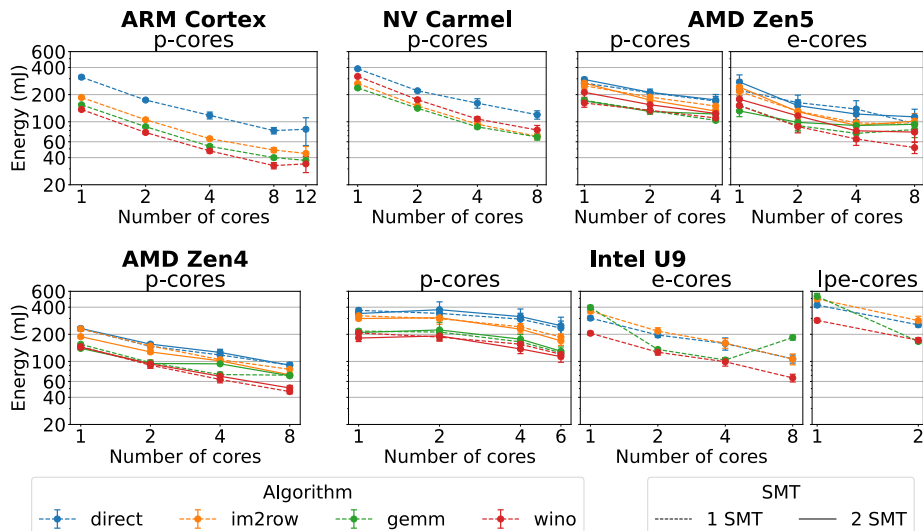 ARM Cortex NV Carmel AMD Zen5
p-cores p-cores p-cores e-cores
Energy (mJ)
600
400
200
100
60
40
20
1 2 4 8 12
1 2 4 8
1 2 4
1 2 4 8
Number of cores Number of cores Number of cores Number of cores
AMD Zen4 Intel U9
p-cores p-cores e-cores lpe-cores
Energy (mJ)
600
400
200
100
60
40
20
1 2 4 8
1 2 4 6
1 2 4 8
1 2
Number of cores Number of cores Number of cores Number of cores
Algorithm
direct im2row gemm wino
SMT
1 SMT 2 SMT